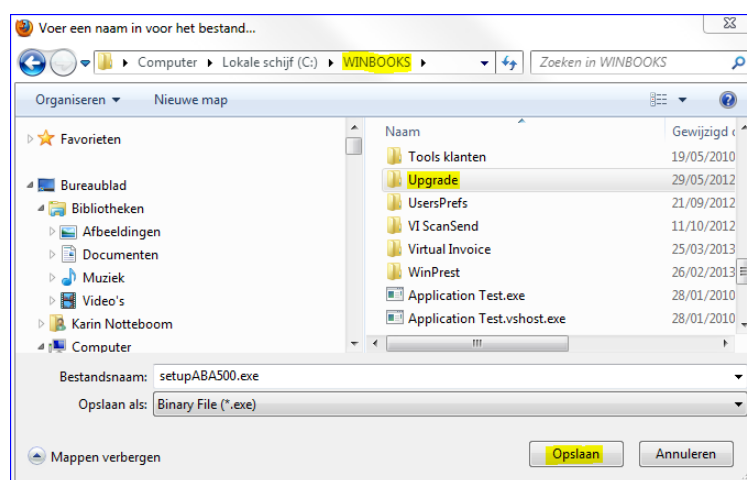 Voer een naam in voor het bestand...
Computer Lokale schijf (C:) WINBOOKS Zoeken in WINBOOKS
Organiseren Nieuwe map
Favorieten
Bureaublad
Bibliotheken
Afbeeldingen
Documenten
Muziek
Video's
Karin Notteboom
Computer
Naam Gewijzigd
Tools klanten 19/05/2010
Upgrade 29/05/2012
UsersPrefs 21/09/2012
VI ScanSend 11/10/2012
Virtual Invoice 25/03/2013
WinPrest 26/02/2013
Application Test.exe 28/01/2010
Application Test.vshost.exe 28/01/2010
Bestandsnaam: setupABA500.exe
Opslaan als: Binary File (*.exe)
Mappen verbergen Opslaan Annuleren